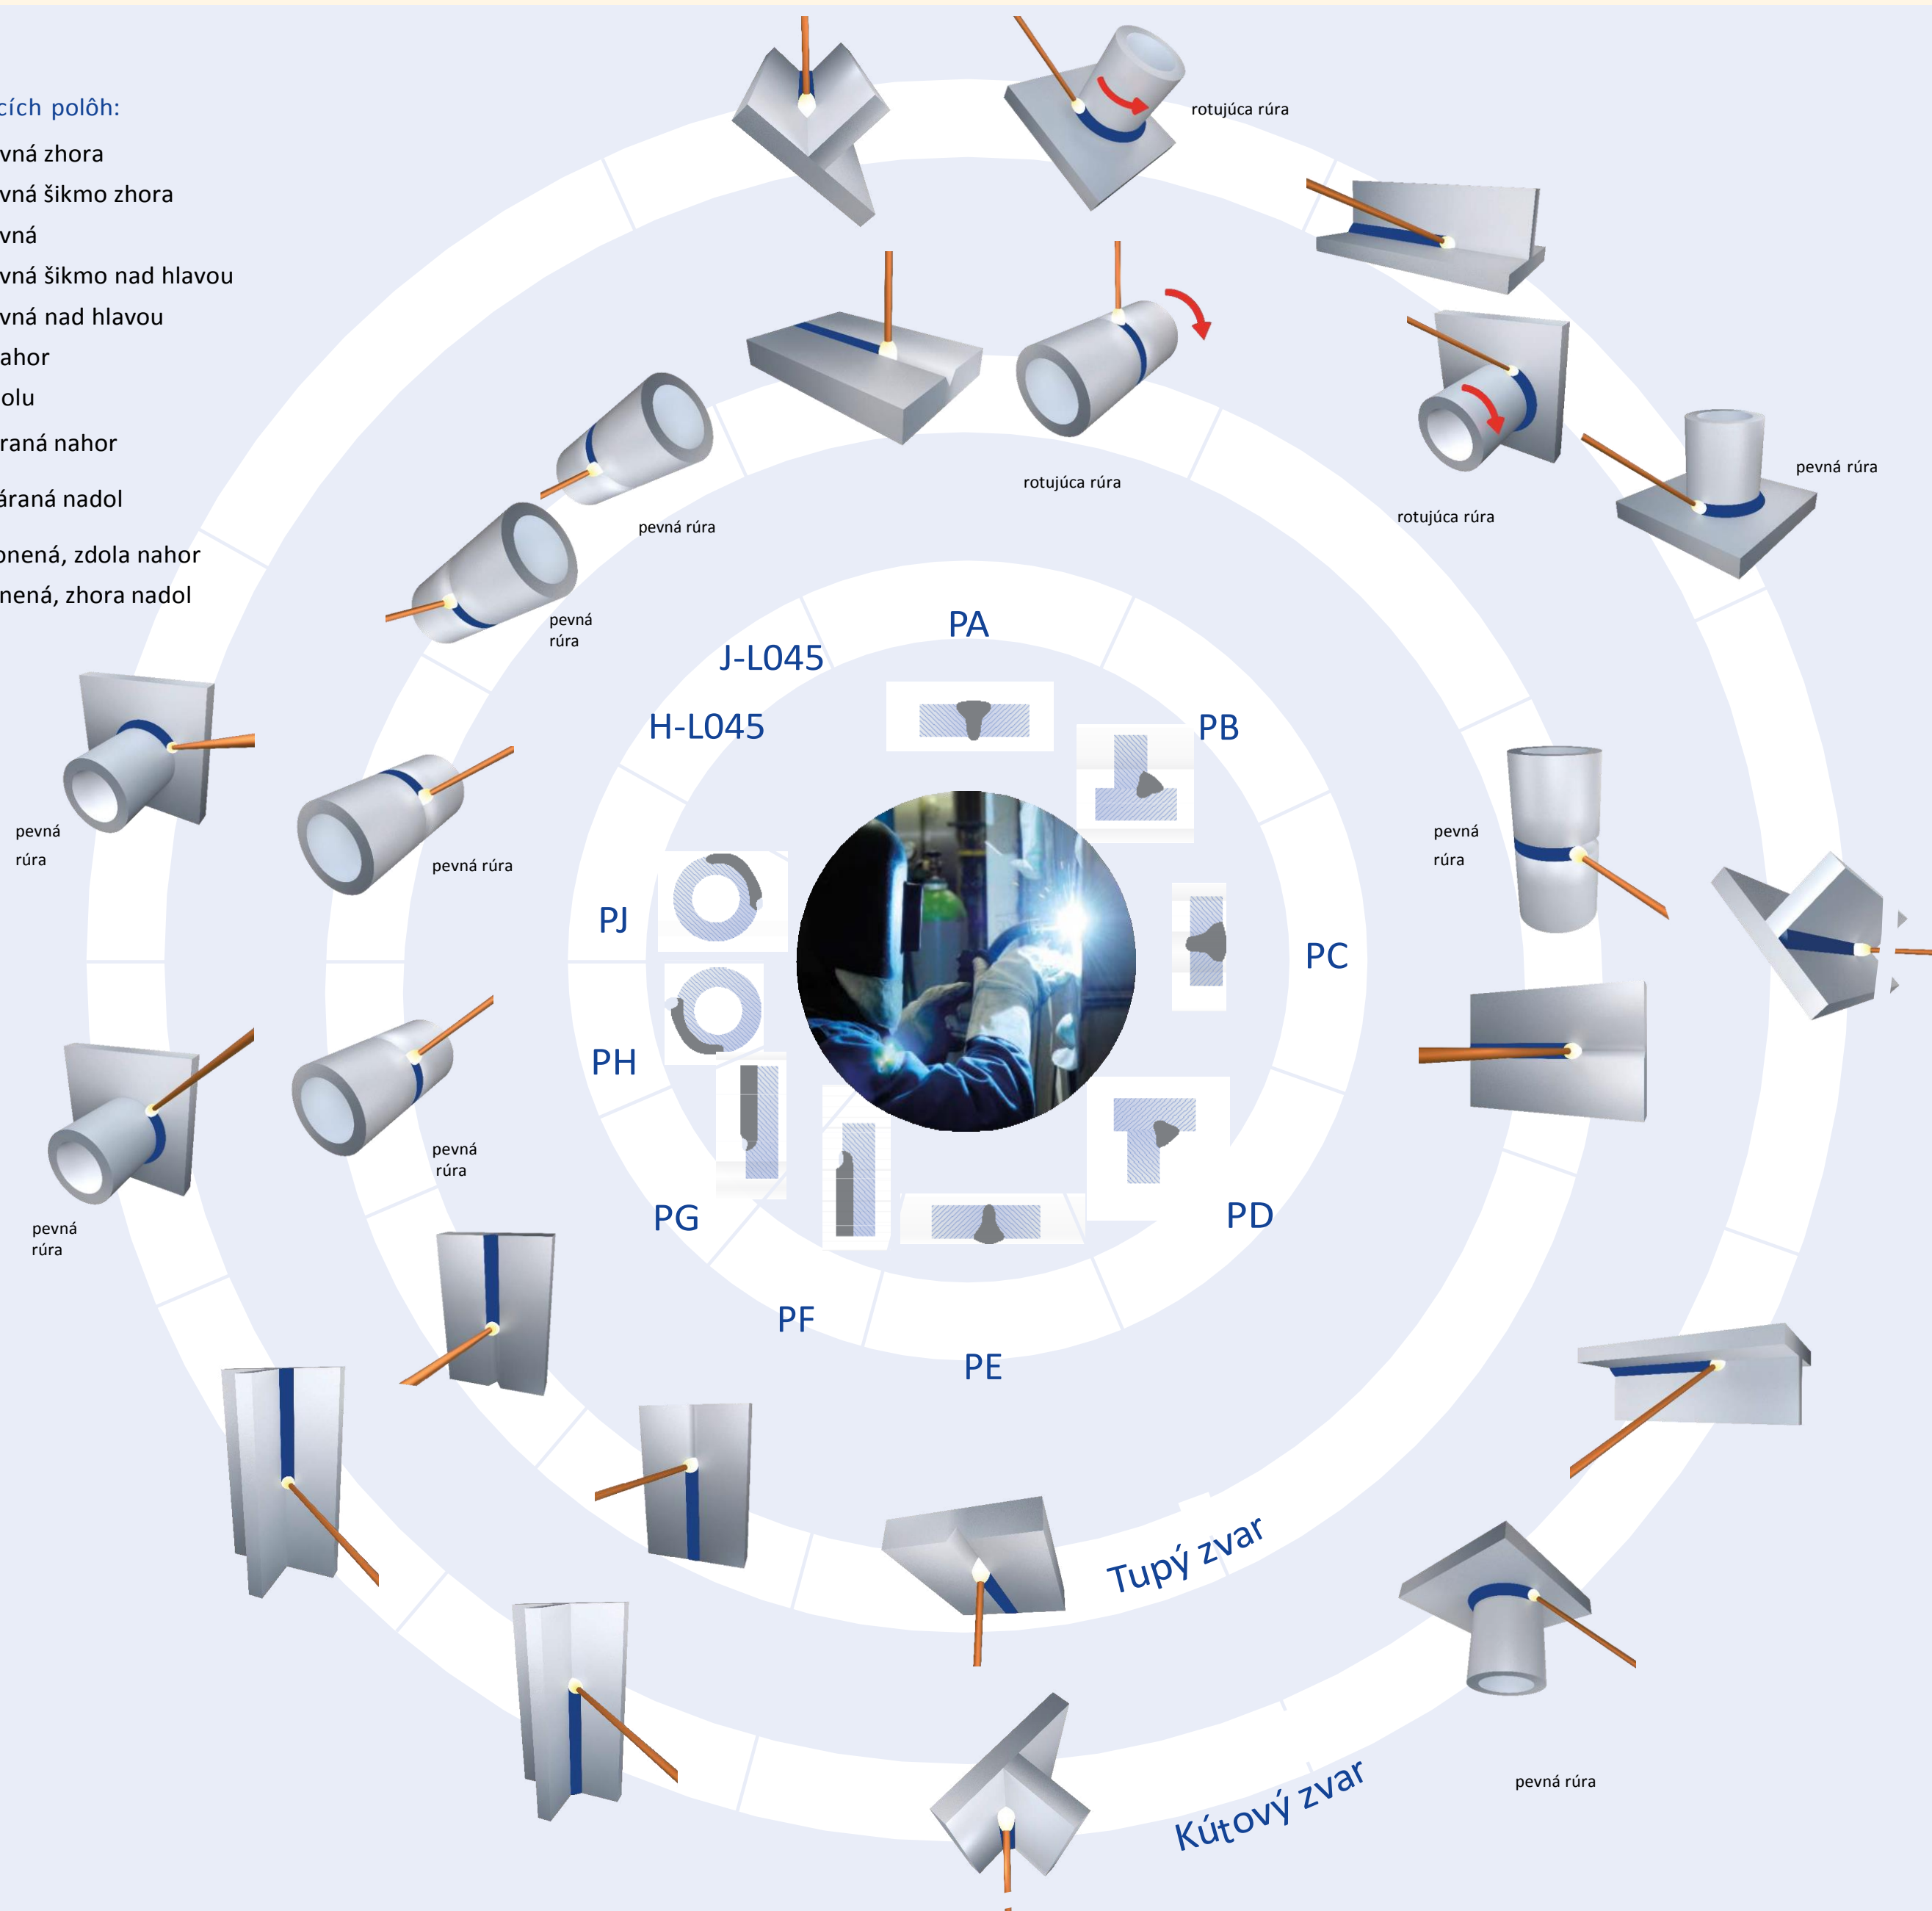 cích polôh:
vná zhora
vná šikmo zhora
vná
vná šikmo nad hlavou
vná nad hlavou
ahor
olu
raná nahor
áraná nadol
onená, zdola nahor
nená, zhora nadol
rotujúca rúra
rotujúca rúra
pevná rúra
rotujúca rúra
pevná rúra
pevná
rúra
PA
J-L045
H-L045
PB
pevná
rúra
pevná rúra
pevná
rúra
PJ
PC
PH
pevná
rúra
pevná
rúra
PG
PD
PF
PE
Tupý zvar
Kútový zvar
pevná rúra